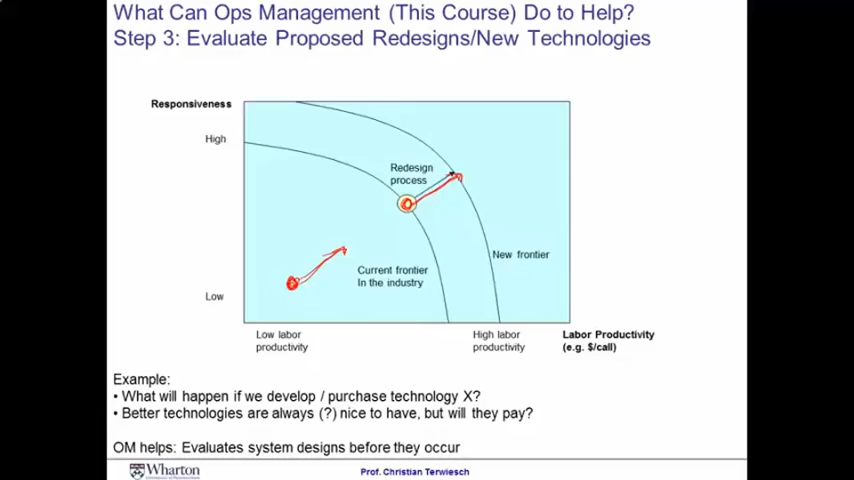 What Can Ops Management (This Course) Do to Help?
Step 3: Evaluate Proposed Redesigns/New Technologies
Responsiveness
High
Redesign
process
New frontier
Current frontier
In the industry
Low
Low labor
productivity
High labor
productivity
Labor Productivity
(e.g. $/call)
Example:
• What will happen if we develop / purchase technology X?
• Better technologies are always (?) nice to have, but will they pay?
OM helps: Evaluates system designs before they occur
Wharton
Prof. Christian Terwiesch